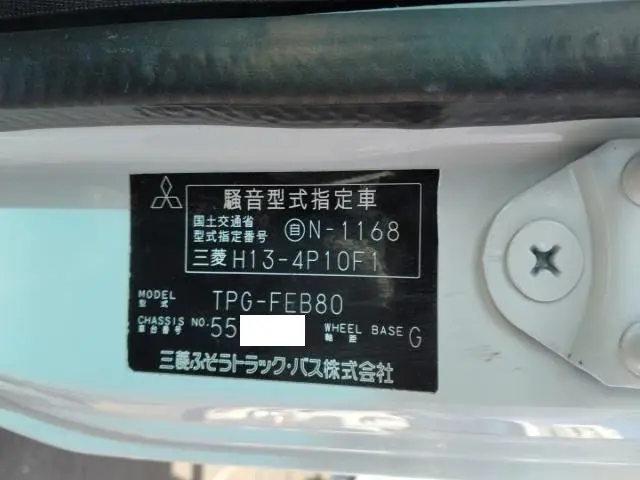 騒音型式指定車
国土交通省
型式指定番号 自N-1168
三菱 H13-4P10F1
MODEL
型式 TPG-FEB80
CHASSIS NO.
車台番号 55
WHEEL BASE
軸距 G
三菱ふそうトラック・バス株式会社